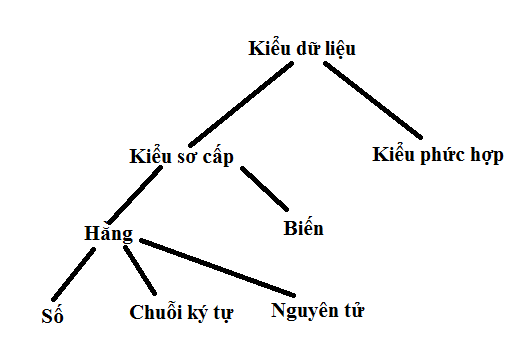 Kiểu dữ liệu
Kiểu sơ cấp
Kiểu phức hợp
Hằng
Biến
Số
Chuỗi ký tự
Nguyên tử